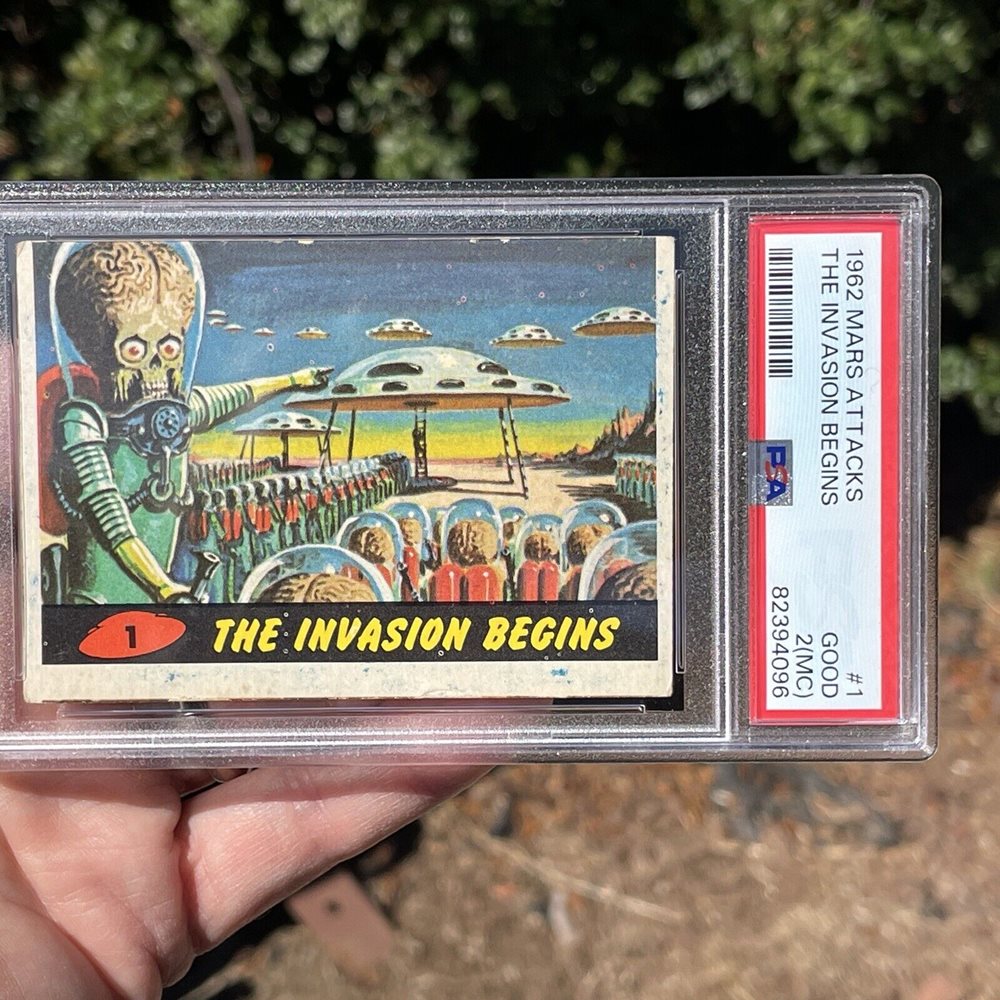 1 THE INVASION BEGINS
1962 MARS ATTACKS
THE INVASION BEGINS
PSA
#1
GOOD
2(MC)
82394096